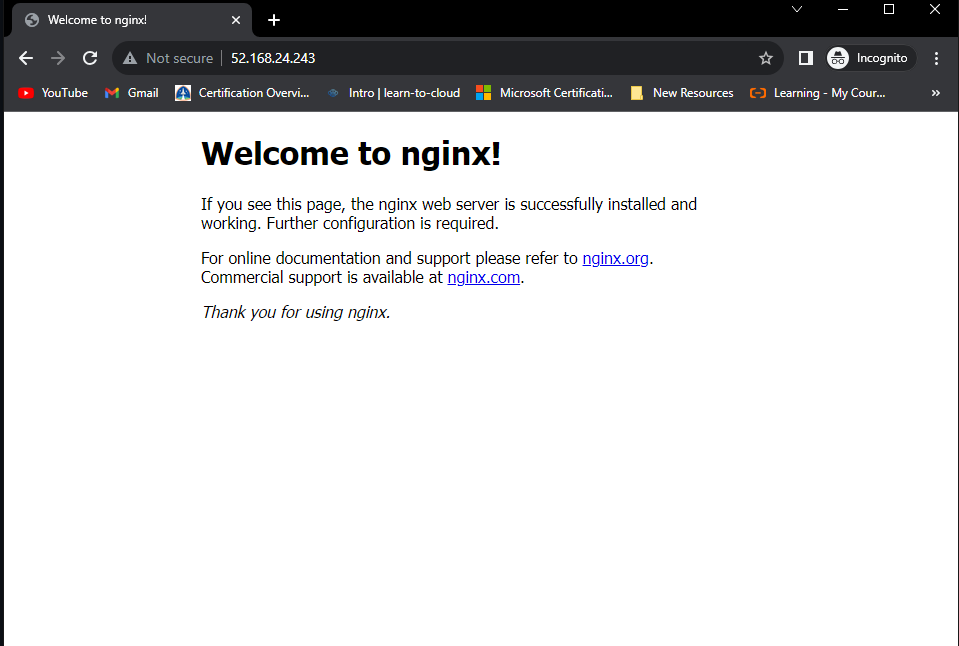 Welcome to nginx!
Not secure 52.168.24.243 Incognito
YouTube Gmail Certification Overvi... Intro | learn-to-cloud Microsoft Certificati... New Resources Learning - My Cour... »
Welcome to nginx!
If you see this page, the nginx web server is successfully installed and
working. Further configuration is required.
For online documentation and support please refer to nginx.org.
Commercial support is available at nginx.com.
Thank you for using nginx.